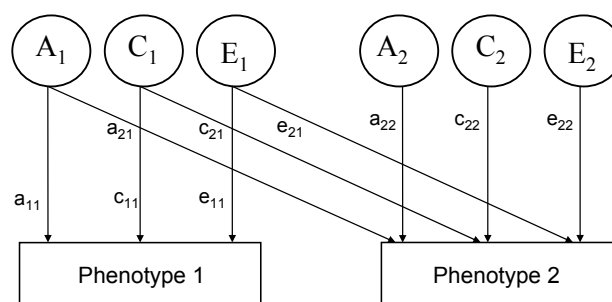 A₁ C₁ E₁ A₂ C₂ E₂
a₂₁ c₂₁ e₂₁ a₂₂ c₂₂ e₂₂
a₁₁ c₁₁ e₁₁
Phenotype 1 Phenotype 2